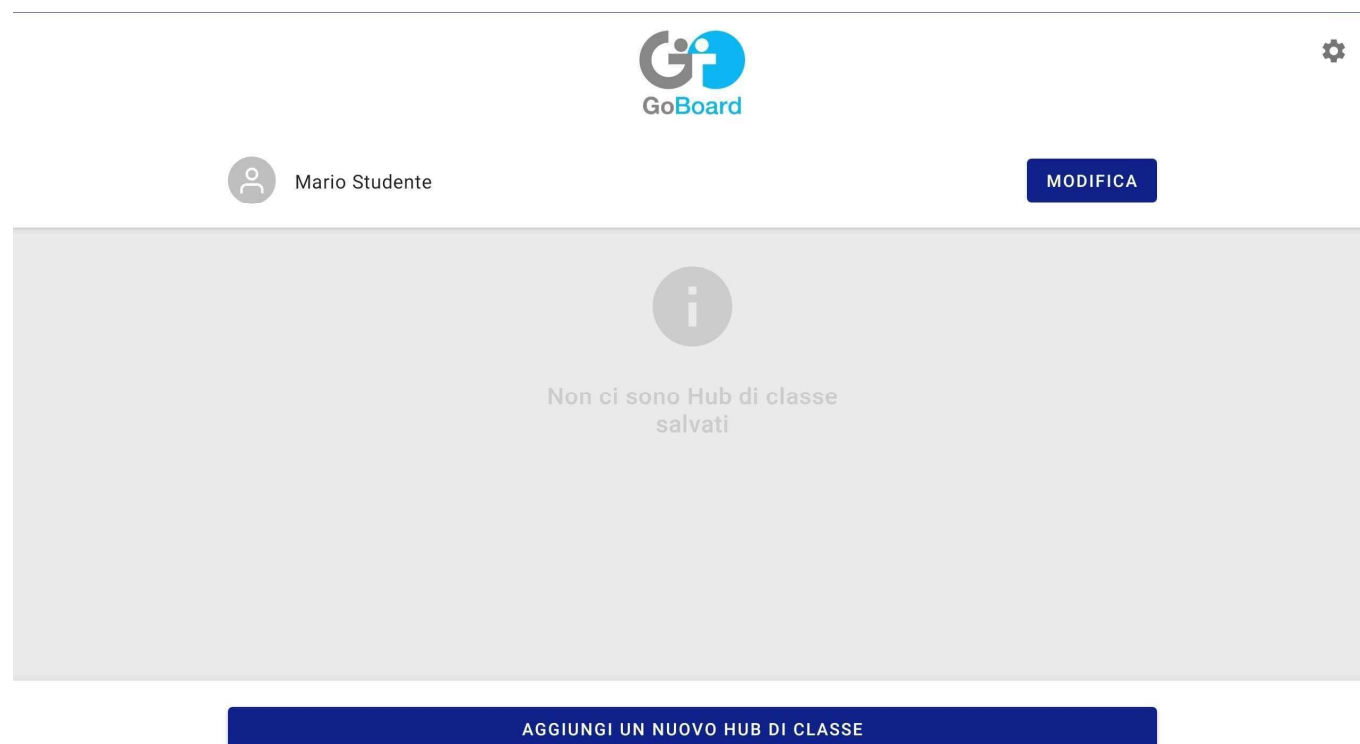 GoBoard
Mario Studente
MODIFICA
Non ci sono Hub di classe
salvati
AGGIUNGI UN NUOVO HUB DI CLASSE